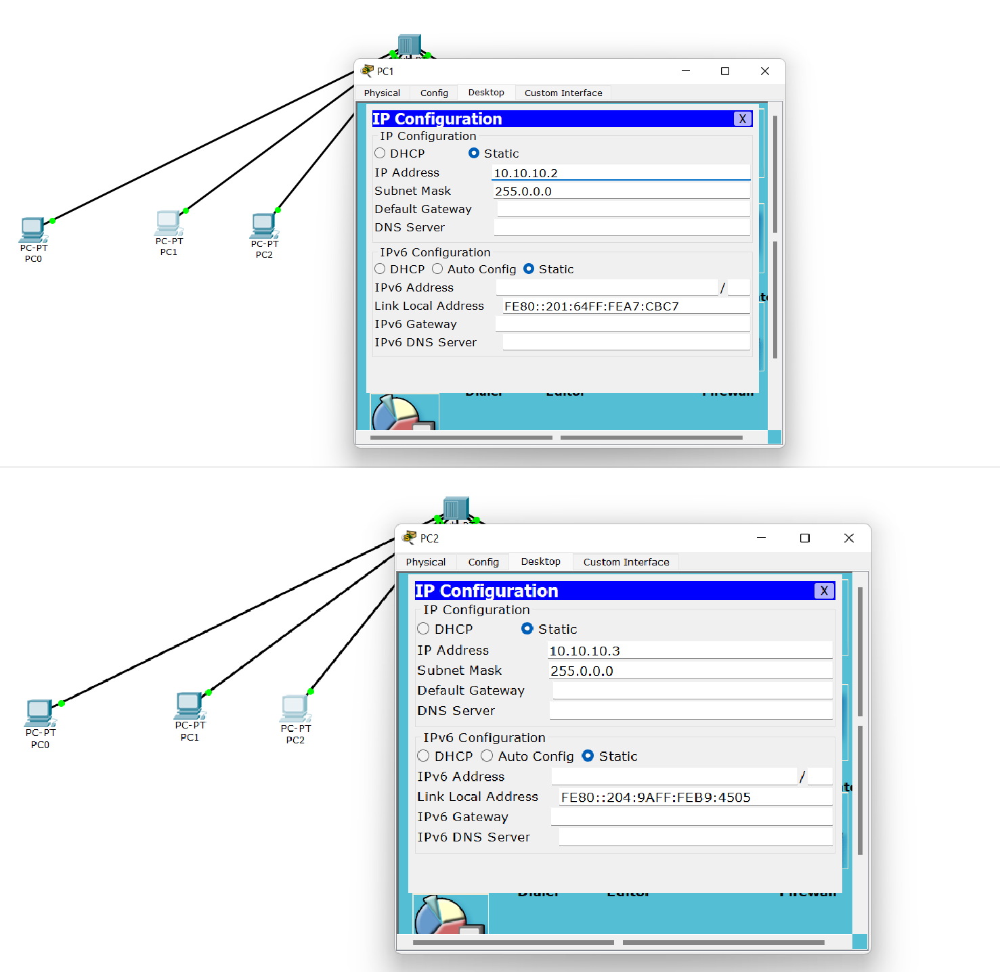 PC1
Physical Config Desktop Custom Interface
IP Configuration X
IP Configuration
DHCP Static
IP Address 10.10.10.2
Subnet Mask 255.0.0.0
Default Gateway
DNS Server
IPv6 Configuration
DHCP Auto Config Static
IPv6 Address /
Link Local Address FE80::201:64FF:FEA7:CBC7
IPv6 Gateway
IPv6 DNS Server
Dialer Editor Firewall
PC-PT
PC0
PC-PT
PC1
PC-PT
PC2
PC2
Physical Config Desktop Custom Interface
IP Configuration X
IP Configuration
DHCP Static
IP Address 10.10.10.3
Subnet Mask 255.0.0.0
Default Gateway
DNS Server
IPv6 Configuration
DHCP Auto Config Static
IPv6 Address /
Link Local Address FE80::204:9AFF:FEB9:4505
IPv6 Gateway
IPv6 DNS Server
Dialer Editor Firewall
PC-PT
PC0
PC-PT
PC1
PC-PT
PC2